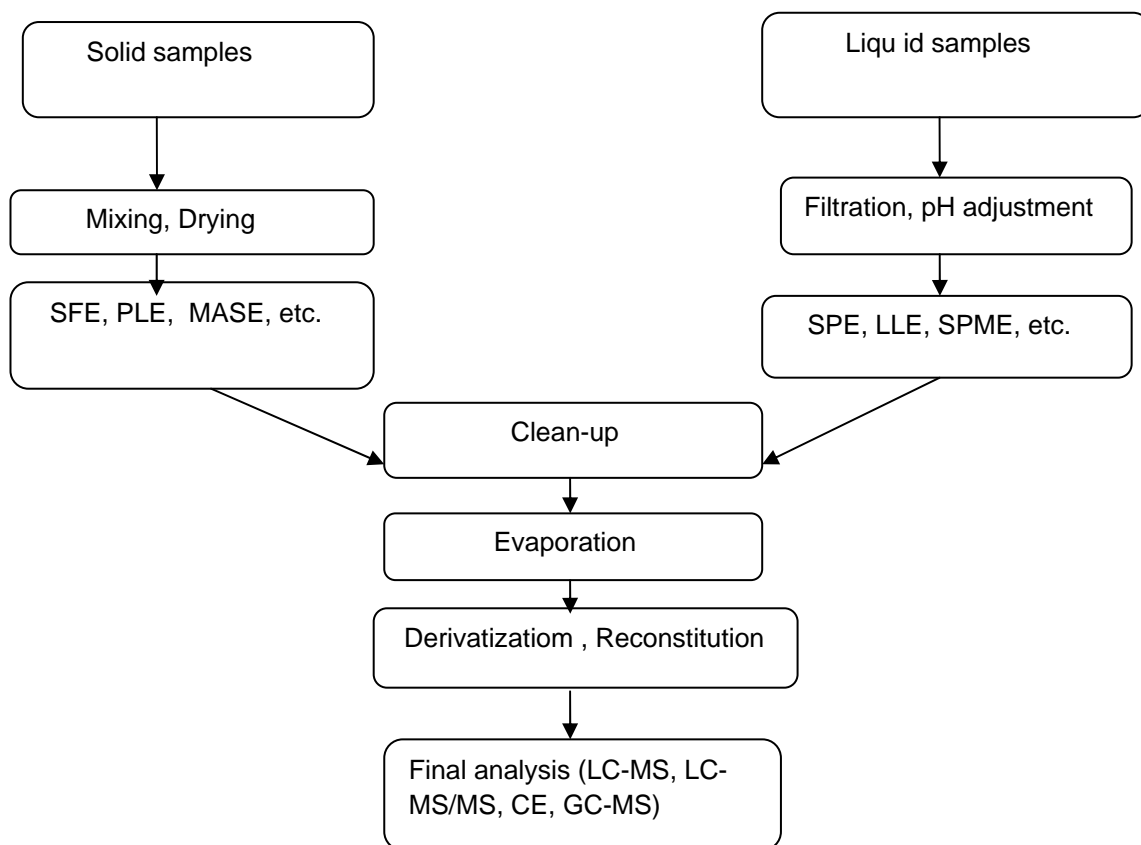 Solid samples
Liqu id samples
Mixing, Drying
Filtration, pH adjustment
SFE, PLE, MASE, etc.
SPE, LLE, SPME, etc.
Clean-up
Evaporation
Derivatizatiom , Reconstitution
Final analysis (LC-MS, LC-
MS/MS, CE, GC-MS)